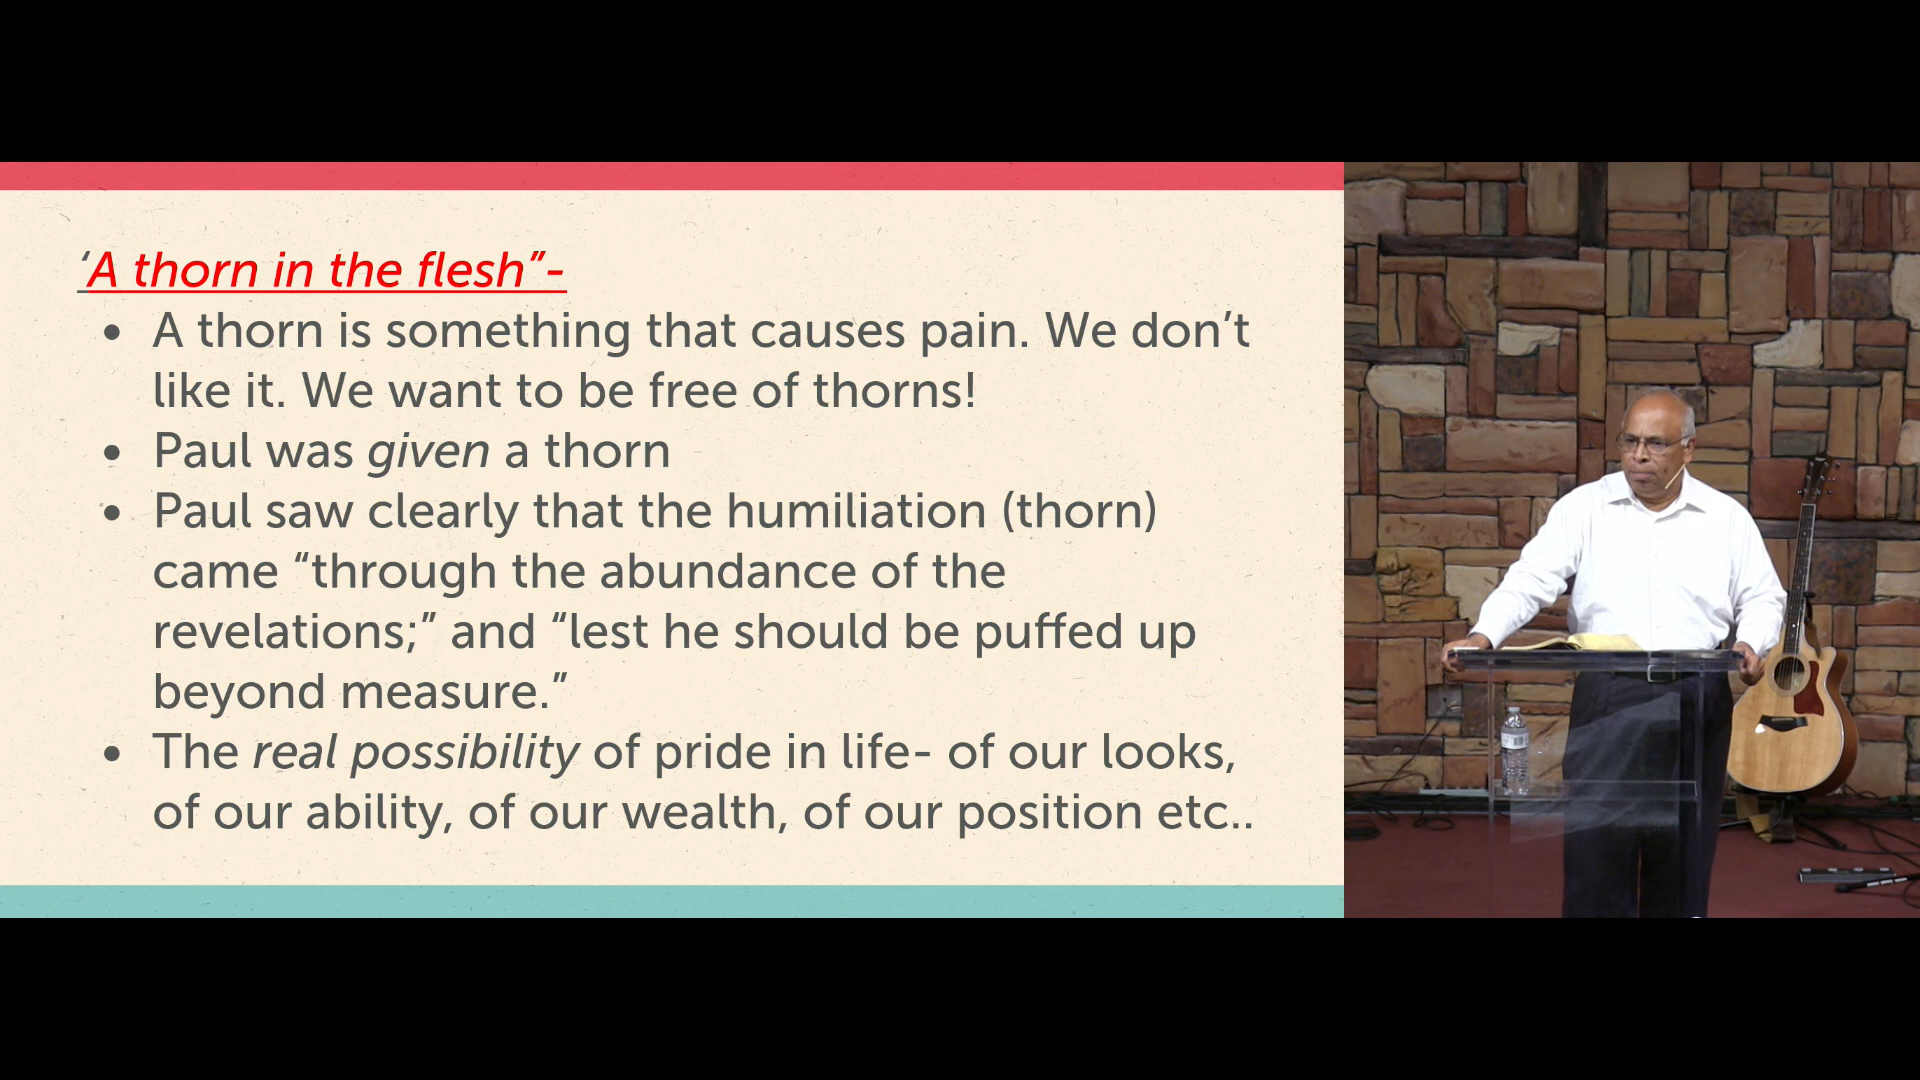 ‘A thorn in the flesh”-
• A thorn is something that causes pain. We don’t
like it. We want to be free of thorns!
• Paul was given a thorn
• Paul saw clearly that the humiliation (thorn)
came “through the abundance of the
revelations;” and “lest he should be puffed up
beyond measure.”
• The real possibility of pride in life- of our looks,
of our ability, of our wealth, of our position etc..